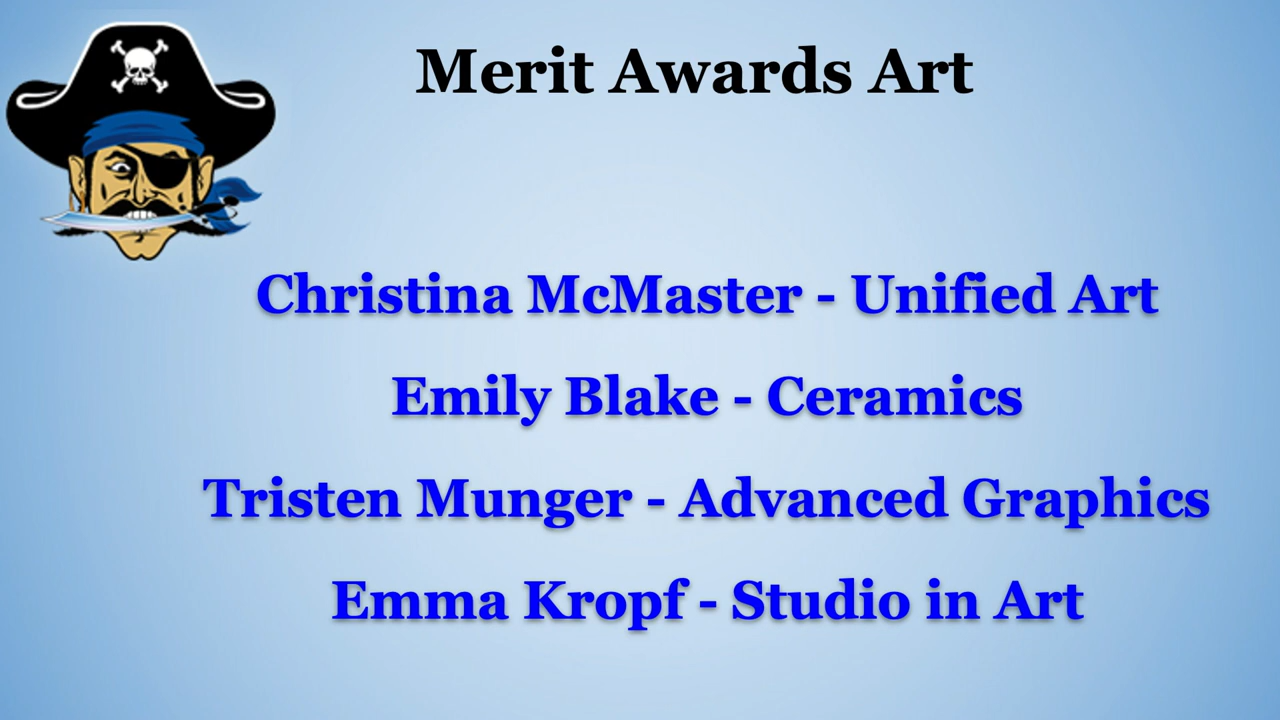 Merit Awards Art
Christina McMaster - Unified Art
Emily Blake - Ceramics
Tristen Munger - Advanced Graphics
Emma Kropf - Studio in Art